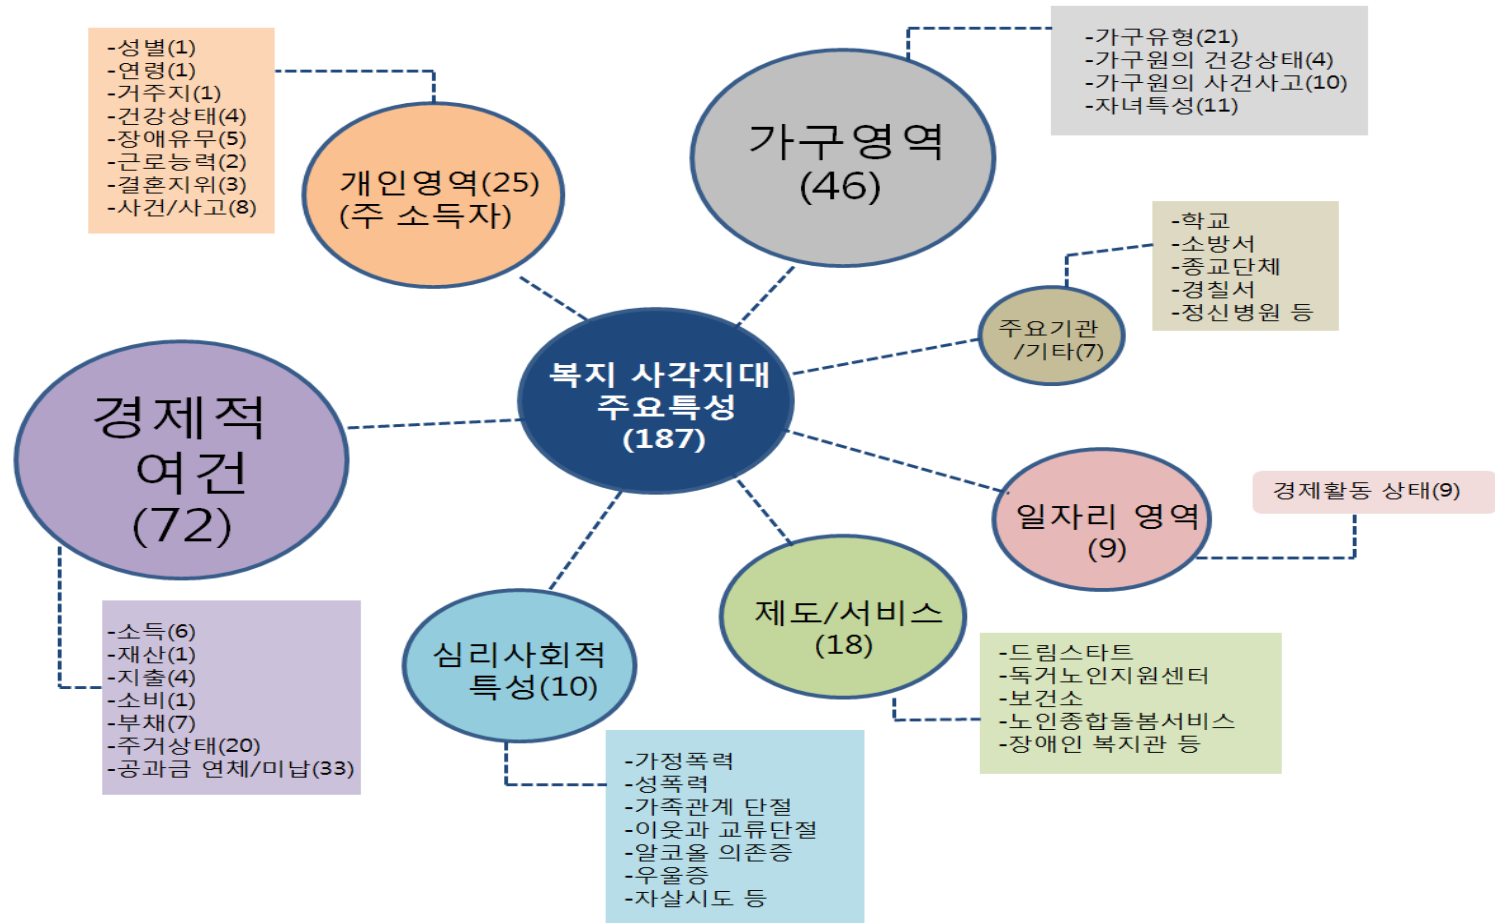 -성별(1)
-연령(1)
-거주지(1)
-건강상태(4)
-장애유무(5)
-근로능력(2)
-결혼지위(3)
-사건/사고(8)
개인영역(25)
(주 소득자)
가구영역
(46)
-가구유형(21)
-가구원의 건강상태(4)
-가구원의 사건사고(10)
-자녀특성(11)
주요기관
/기타(7)
-학교
-소방서
-종교단체
-경칠서
-정신병원 등
복지 사각지대
주요특성
(187)
경제적
여건
(72)
-소득(6)
-재산(1)
-지출(4)
-소비(1)
-부채(7)
-주거상태(20)
-공과금 연체/미납(33)
심리사회적
특성(10)
-가정폭력
-성폭력
-가족관계 단절
-이웃과 교류단절
-알코올 의존증
-우울증
-자살시도 등
제도/서비스
(18)
-드림스타트
-독거노인지원센터
-보건소
-노인종합돌봄서비스
-장애인 복지관 등
일자리 영역
(9)
경제활동 상태(9)